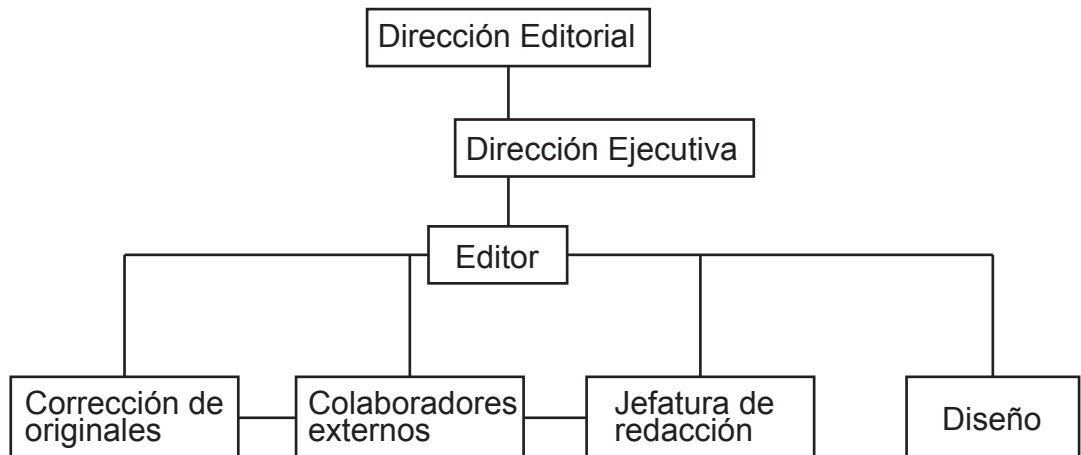 Dirección Editorial
Dirección Ejecutiva
Editor
Corrección de
originales
Colaboradores
externos
Jefatura de
redacción
Diseño